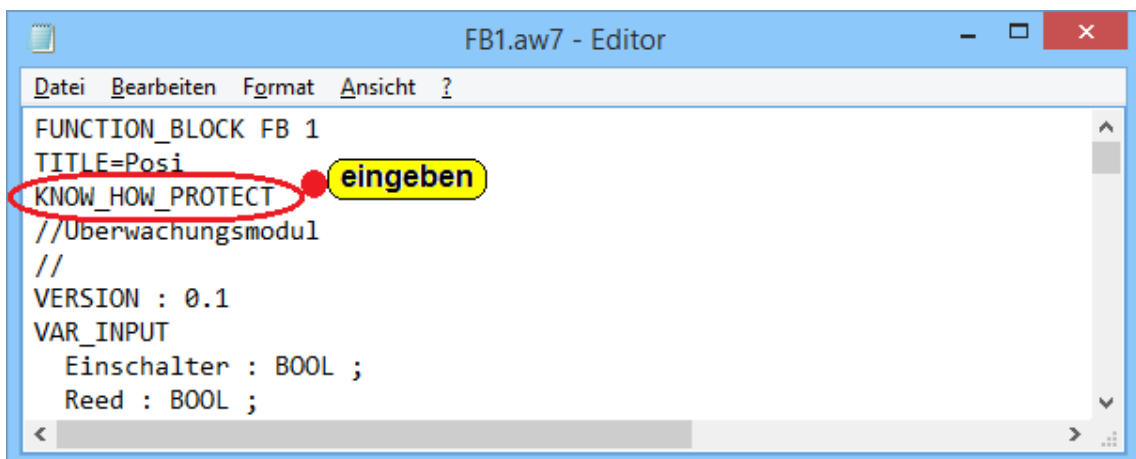 FB1.aw7 - Editor
Datei Bearbeiten Format Ansicht ?
FUNCTION_BLOCK FB 1
TITLE=Posi
KNOW_HOW_PROTECT
eingeben
//Überwachungsmodul
//
VERSION : 0.1
VAR_INPUT
Einschalter : BOOL ;
Reed : BOOL ;